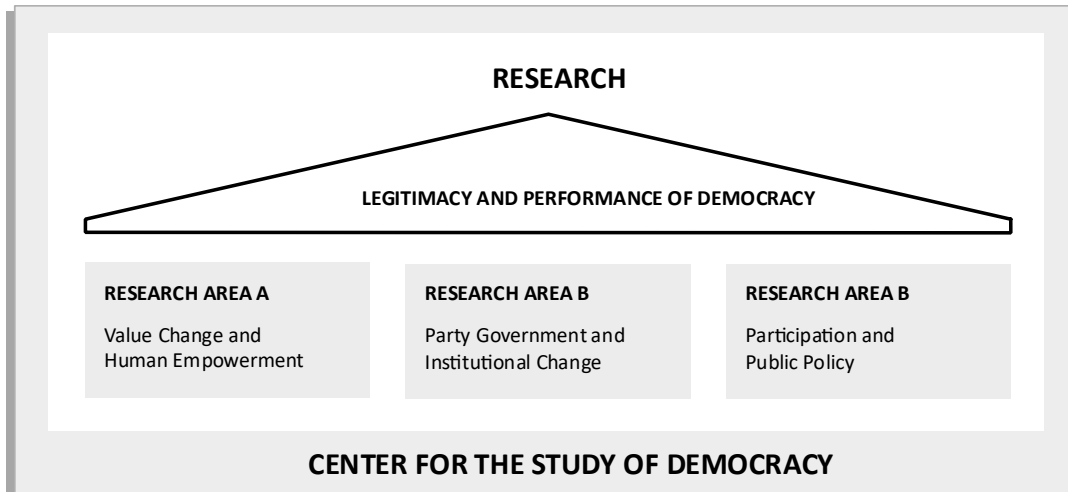 RESEARCH
LEGITIMACY AND PERFORMANCE OF DEMOCRACY
RESEARCH AREA A
Value Change and
Human Empowerment
RESEARCH AREA B
Party Government and
Institutional Change
RESEARCH AREA B
Participation and
Public Policy
CENTER FOR THE STUDY OF DEMOCRACY